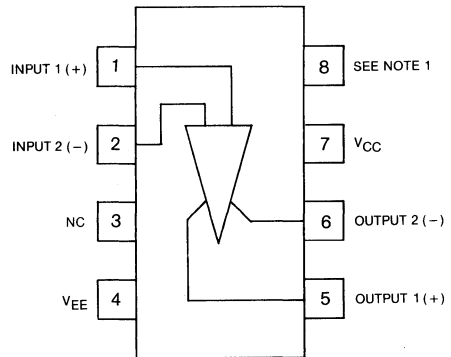 INPUT 1 (+) 1
8 SEE NOTE 1
INPUT 2 (−) 2
7 VCC
NC 3
6 OUTPUT 2 (−)
VEE 4
5 OUTPUT 1 (+)